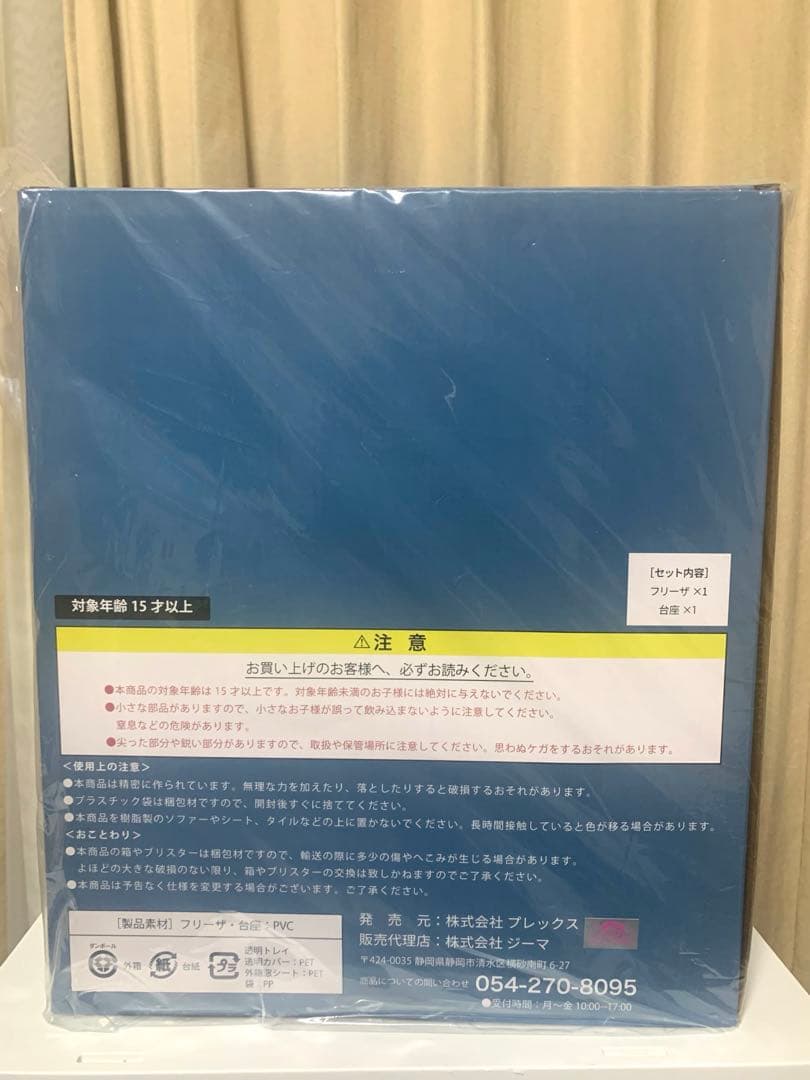 [セット内容]
フリーザ ×1
台座 ×1
対象年齢 15 才以上
⚠注 意
お買い上げのお客様へ、必ずお読みください。
●本商品の対象年齢は 15 才以上です。対象年齢未満のお子様には絶対に与えないでください。
●小さな部品がありますので、小さなお子様が誤って飲み込まないように注意してください。
窒息などの危険があります。
●尖った部分や鋭い部分がありますので、取扱や保管場所に注意してください。思わぬケガをするおそれがあります。
<使用上の注意>
●本商品は精密に作られています。無理な力を加えたり、落としたりすると破損するおそれがあります。
●プラスチック袋は梱包材ですので、開封後すぐに捨ててください。
●本商品を樹脂製のソファーやシート、タイルなどの上に置かないでください。長時間接触していると色が移る場合があります。
<おことわり>
●本商品の箱やブリスターは梱包材ですので、輸送の際に多少の傷やへこみが生じる場合があります。
よほどの大きな破損のない限り、箱やブリスターの交換は致しかねますのでご了承ください。
●本商品は予告なく仕様を変更する場合がございます。ご了承ください。
[製品素材] フリーザ・台座：PVC
ダンボール
外箱
紙
台紙
プラ
透明トレイ
透明カバー：PET
外箱窓シート：PET
袋：PP
発 売 元：株式会社 プレックス
販売代理店：株式会社 ジーマ
〒424-0035 静岡県静岡市清水区横砂南町 6-27
商品についての問い合わせ 054-270-8095
●受付時間：月〜金 10:00~17:00